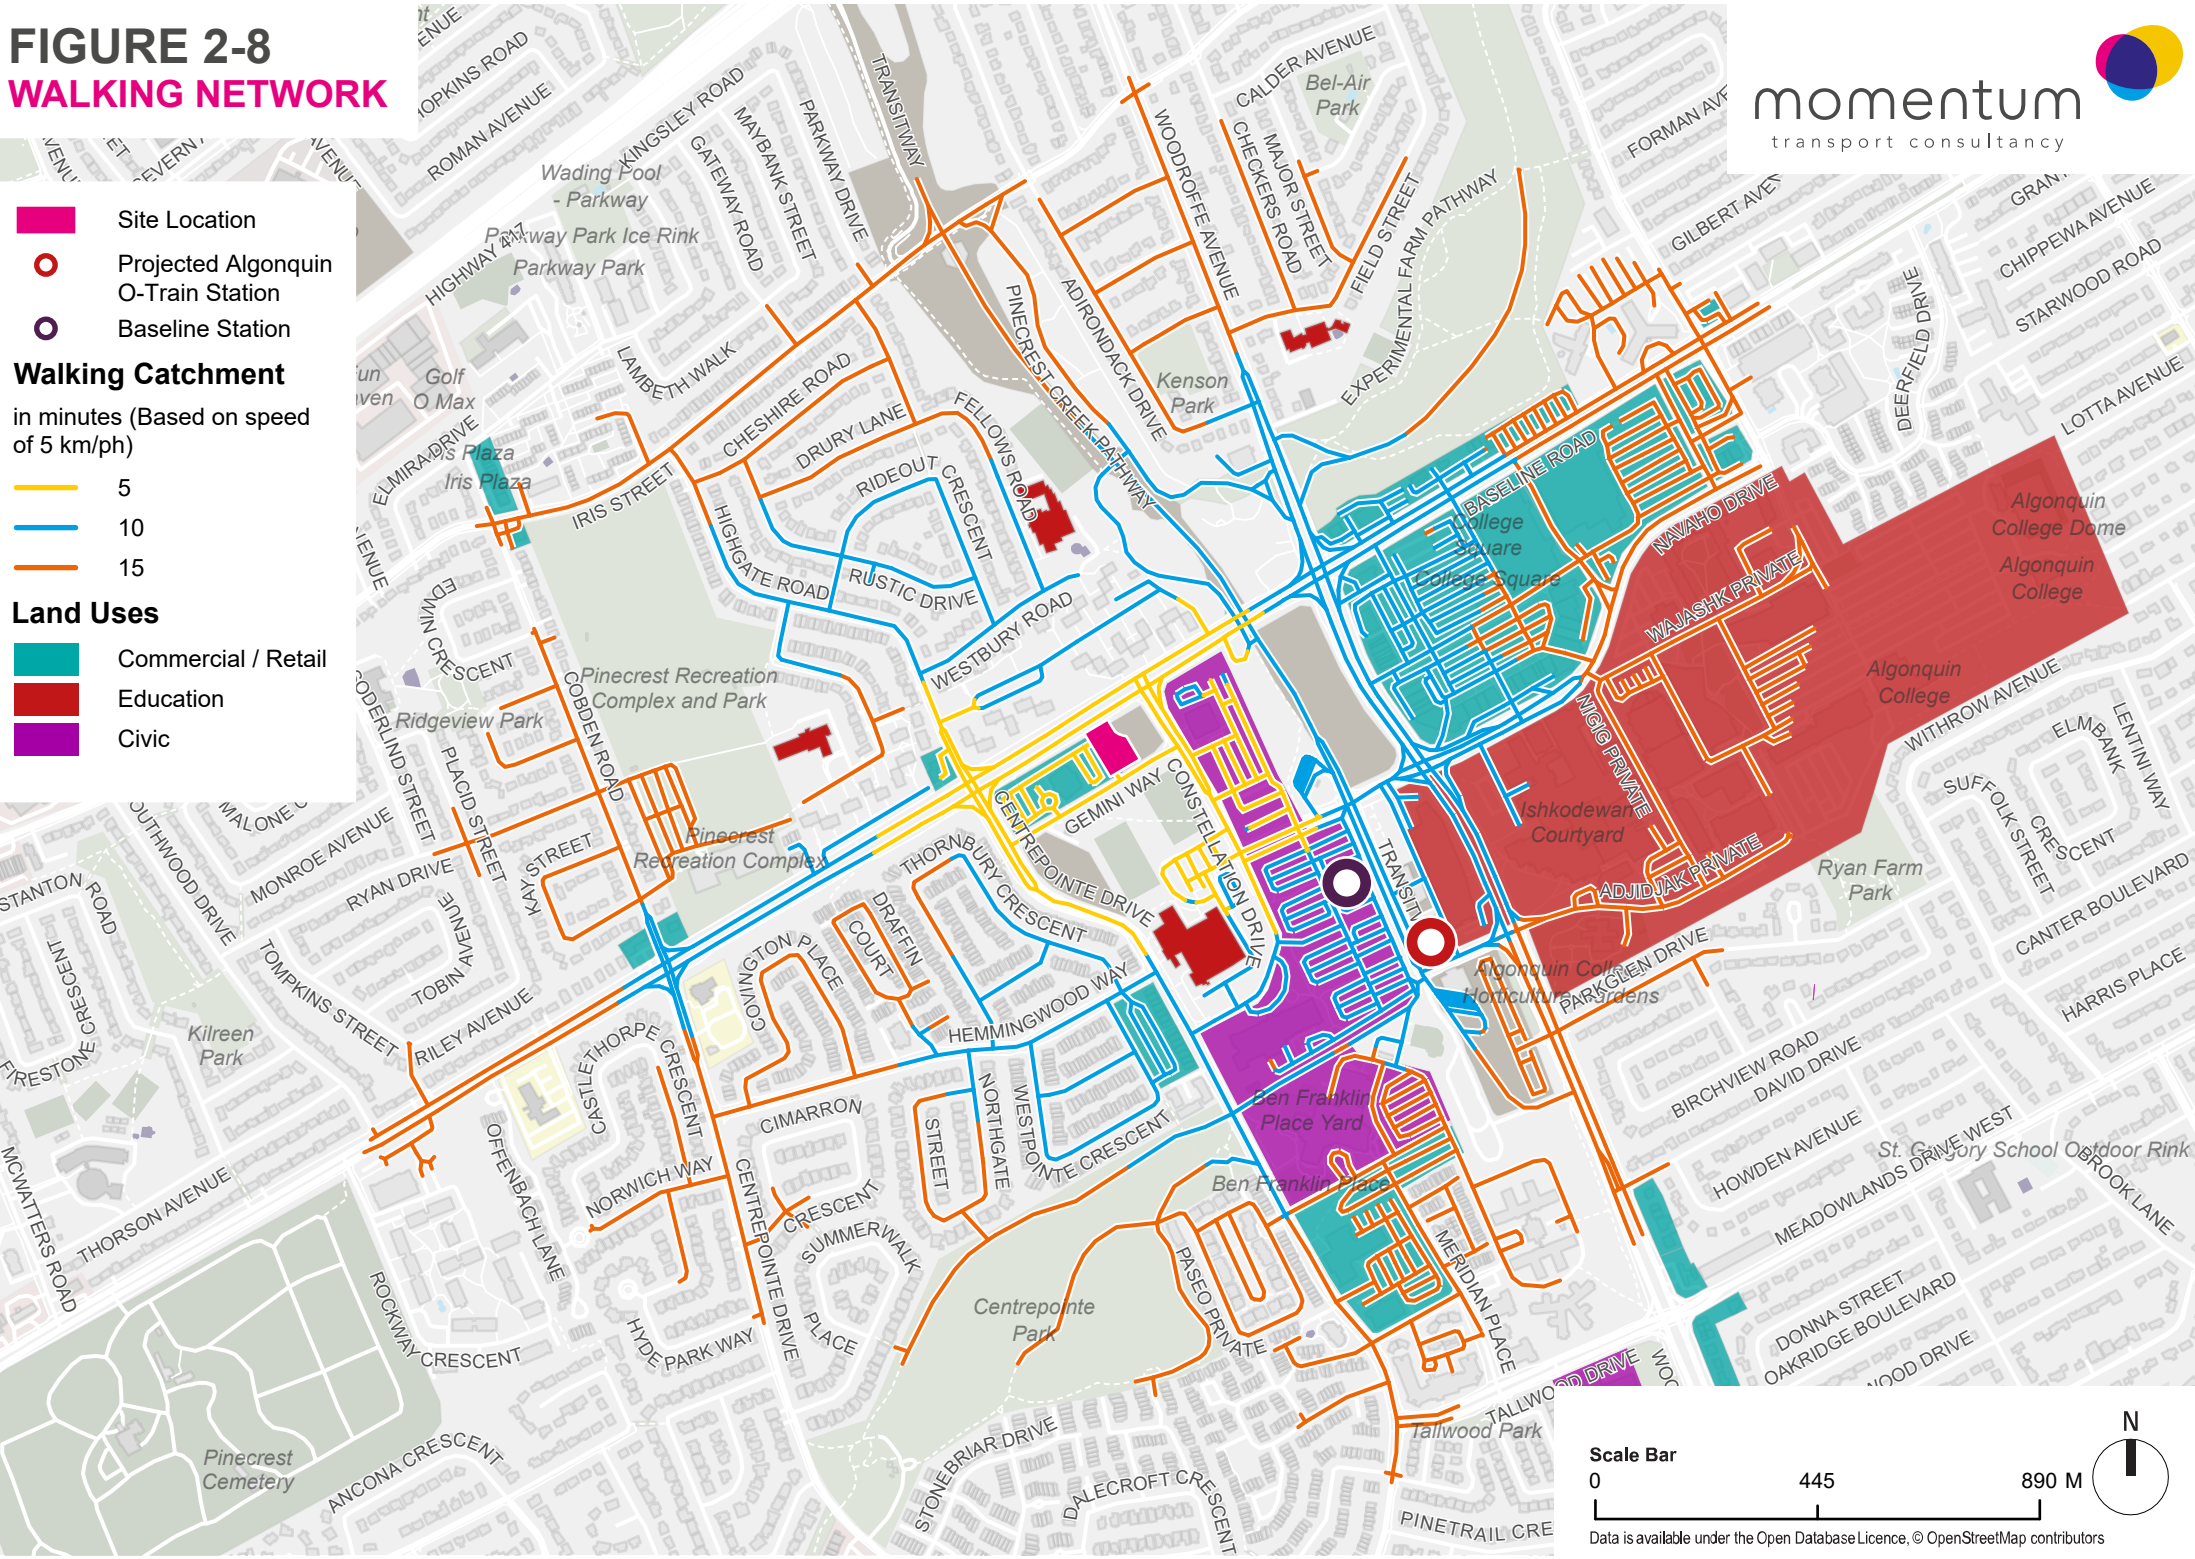 FIGURE 2-8
WALKING NETWORK
momentum
transport consultancy
Site Location
Projected Algonquin
O-Train Station
Baseline Station
Walking Catchment
in minutes (Based on speed
of 5 km/ph)
5
10
15
Land Uses
Commercial / Retail
Education
Civic
HOPKINS ROAD
ROMAN AVENUE
KINGSLEY ROAD
MAYBANK STREET
GATEWAY ROAD
PARKWAY DRIVE
TRANSITWAY
HIGHWAY 417
Wading Pool
- Parkway
Parkway Park Ice Rink
Parkway Park
WOODROFFE AVENUE
CALDER AVENUE
Bel-Air
Park
CHECKERS ROAD
MAJOR STREET
FIELD STREET
EXPERIMENTAL FARM PATHWAY
GRANT
CHIPPEWA AVENUE
STARWOOD ROAD
DEERFIELD DRIVE
LOTTA AVENUE
Golf
O Max
ELMIRA DRIVE
Iris Plaza
LAMBETH WALK
CHESHIRE ROAD
DRURY LANE
IRIS STREET
FELLOWS ROAD
RIDEOUT CRESCENT
PINECREST CREEK PATHWAY
ADIRONDACK DRIVE
Kenson
Park
HIGHGATE ROAD
RUSTIC DRIVE
WESTBURY ROAD
BASELINE ROAD
College
Square
College Square
NAVAHO DRIVE
WAJASHK PRIVATE
Algonquin
College Dome
Algonquin
College
Algonquin
College
EDWIN CRESCENT
Ridgeview Park
COBDEN ROAD
Pinecrest Recreation
Complex and Park
PLACID STREET
MONROE AVENUE
RYAN DRIVE
KAY STREET
Pinecrest
Recreation Complex
GEMINI WAY
CENTREPOINTE DRIVE
CONSTELLATION DRIVE
THORNBURY CRESCENT
NIGIG PRIVATE
Ishkodewan
Courtyard
ADJIDJAK PRIVATE
WITHROW AVENUE
ELMBANK
CRESCENT
LENTINI WAY
SUFFOLK STREET
Ryan Farm
Park
CANTER BOULEVARD
HARRIS PLACE
STANTON ROAD
FIRESTONE CRESCENT
TOMPKINS STREET
TOBIN AVENUE
RILEY AVENUE
Kilreen
Park
COVINGTON PLACE
DRAFFIN
COURT
HEMMINGWOOD WAY
PARKGLEN DRIVE
BIRCHVIEW ROAD
DAVID DRIVE
HOWDEN AVENUE
MEADOWLANDS DRIVE WEST
St. Gregory School Outdoor Rink
BROOK LANE
MCWATTERS ROAD
THORSON AVENUE
CASTLETHORPE CRESCENT
OFFENBACH LANE
NORWICH WAY
CIMARRON
STREET
NORTHGATE
WESTPOINTE CRESCENT
Ben Franklin
Place Yard
Ben Franklin Place
CENTREPOINTE DRIVE
CRESCENT
SUMMERWALK
PLACE
ROCKWAY CRESCENT
HYDE PARK WAY
Centrepointe
Park
PASEO PRIVATE
MERIDIAN PLACE
DONNA STREET
OAKRIDGE BOULEVARD
TALLWOOD DRIVE
Tallwood Park
Pinecrest
Cemetery
ANCONA CRESCENT
STONEBRIAR DRIVE
DALECROFT CRESCENT
Scale Bar
0 445 890 M
N
Data is available under the Open Database Licence, © OpenStreetMap contributors